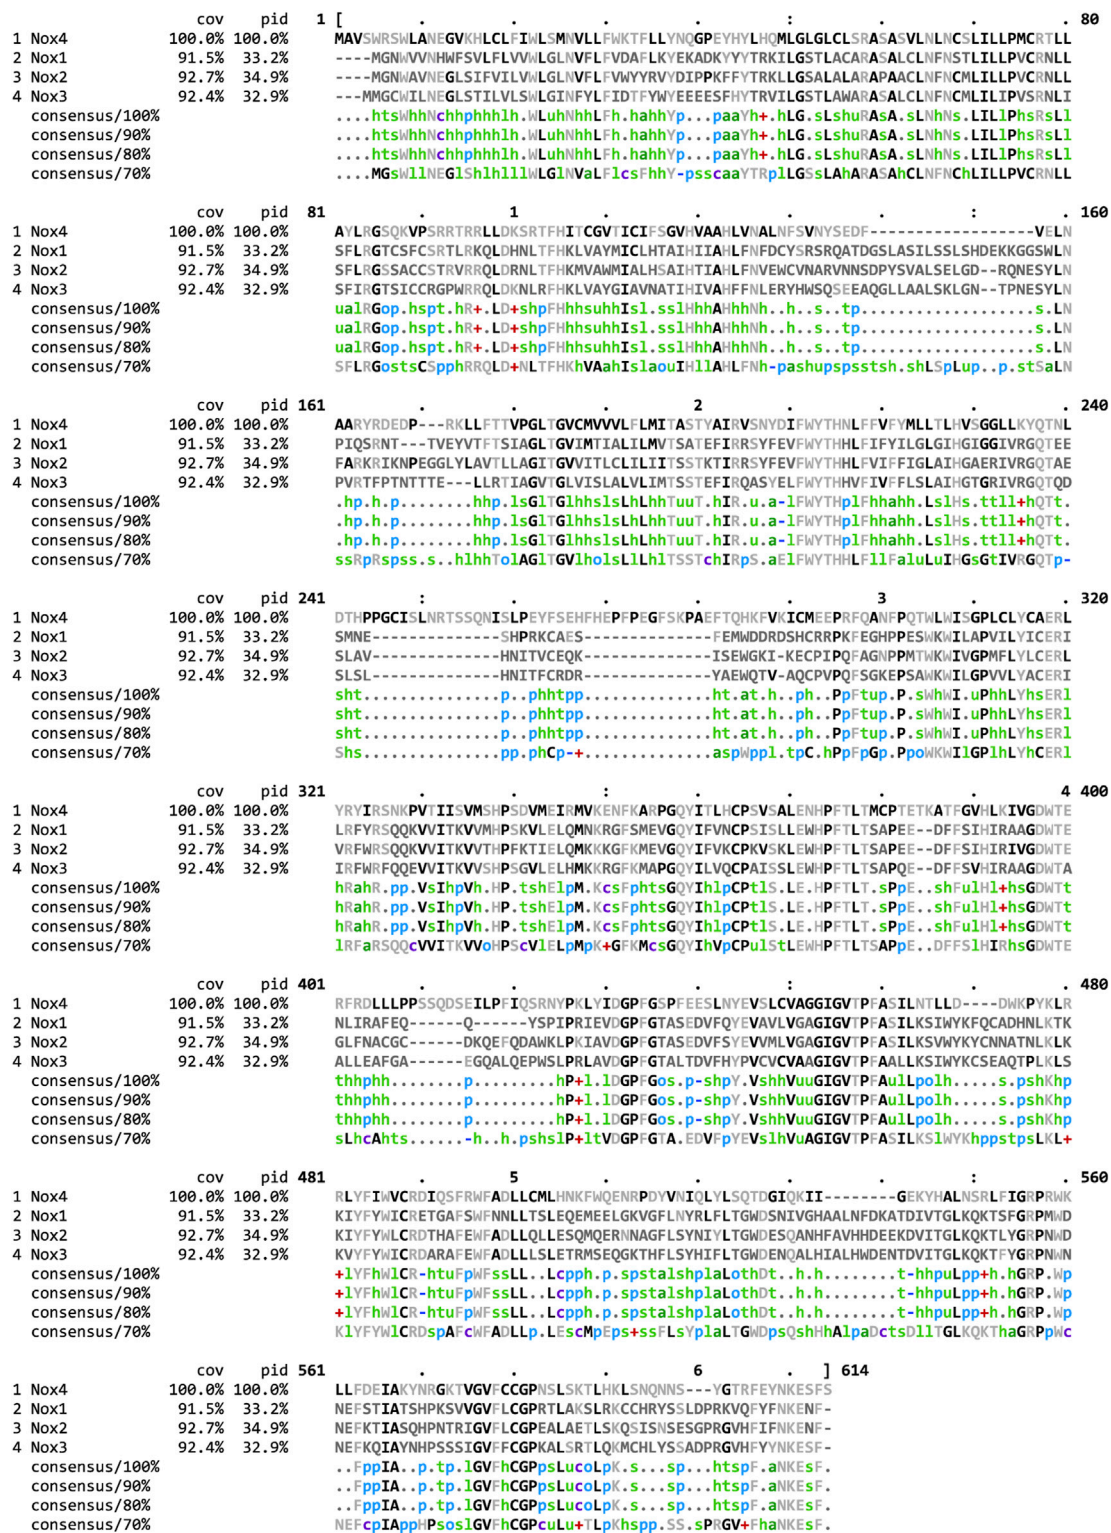 cov pid 1 [ . . . . : . . . 80
1 Nox4 100.0% 100.0% MAVSWRSWLANEGVKHLCLFIWLSMNVLLFWKTFLLYNQGPEYHYLHQMLGLGLCLSRASASVLNLNCSLILLPMCRTLL
2 Nox1 91.5% 33.2% ----MGNWVVNHWFSVLFLVVWLGLNVFLFVDAFLKYEKADKYYYTRKILGSTLACARASALCLNFNSTLILLPVCRNLL
3 Nox2 92.7% 34.9% ----MGNWAVNEGLSIFVILVWLGLNVFLFVWYYRVYDIPPKFFYTRKLLGSALALARAPAACLNFNCMLILLPVCRNLL
4 Nox3 92.4% 32.9% ---MMGCWILNEGLSTILVLSWLGINFYLFIDTFYWYEEEESFHYTRVILGSTLAWARASALCLNFNCMLILIPVSRNLI
consensus/100% ....htsWhhNchhphhhlh.WLuhNhhLFh.hahhYp...paaYh+.hLG.sLshuRAsA.sLNhNs.LILlPhsRsLl
consensus/90% ....htsWhhNchhphhhlh.WLuhNhhLFh.hahhYp...paaYh+.hLG.sLshuRAsA.sLNhNs.LILlPhsRsLl
consensus/80% ....htsWhhNchhphhhlh.WLuhNhhLFh.hahhYp...paaYh+.hLG.sLshuRAsA.sLNhNs.LILlPhsRsLl
consensus/70% ....MGsWllNEGlShlhlllWLGlNVaLFlcsFhhY-psscaaYTRplLGSsLAhARASAhCLNFNChLILLPVCRNLL
cov pid 81 . 1 . . . . : . 160
1 Nox4 100.0% 100.0% AYLRGSQKVPSRRTRRLLDKSRTFHITCGVTICIFSGVHVAAHLVNALNFSVNYSEDF----------------VELN
2 Nox1 91.5% 33.2% SFLRGTCSFCSRTLRKQLDHNLTFHKLVAYMICLHTAIHIIAHLFNFDCYSRSRQATDGSLASILSSLSHDEKKGGSWLN
3 Nox2 92.7% 34.9% SFLRGSSACCSTRVRRQLDRNLTFHKMVAWMIALHSAIHTIAHLFNVEWCVNARVNNSDPYSVALSELGD--RQNESYLN
4 Nox3 92.4% 32.9% SFIRGTSICCRGPWRRQLDKNLRFHKLVAYGIAVNATIHIVAHFFNLERYHWSQSEEAQGLLAALSKLGN--TPNESYLN
consensus/100% ualRGop.hspt.hR+.LD+shpFHhhsuhhIsl.sslHhhAHhhNh..h..s..tp...................s.LN
consensus/90% ualRGop.hspt.hR+.LD+shpFHhhsuhhIsl.sslHhhAHhhNh..h..s..tp...................s.LN
consensus/80% ualRGop.hspt.hR+.LD+shpFHhhsuhhIsl.sslHhhAHhhNh..h..s..tp...................s.LN
consensus/70% SFLRGostsCSpphRRQLD+NLTFHKhVAahIslaouIHllAHLFNh-pashupspsstsh.shLSpLup..p.stSaLN
cov pid 161 . . . 2 . . . 240
1 Nox4 100.0% 100.0% AARYRDEDP---RKLLFTTVPGLTGVCMVVVLFLMITASTYAIRVSNYDIFWYTHNLFFVFYMLLTLHVSGGLLKYQTNL
2 Nox1 91.5% 33.2% PIQSRNT---TVEYVTFTSIAGLTGVIMTIALILMVTSATEFIRRSYFEVFWYTHHLFIFYILGLGIHGIGGIVRGQTEE
3 Nox2 92.7% 34.9% FARKRIKNPEGGLYLAVTLLAGITGVVITLCLILIITSSTKTIRRSYFEVFWYTHHLFVIFFIGLAIHGAERIVRGQTAE
4 Nox3 92.4% 32.9% PVRTFPTNTTTE--LLRTIAGVTGLVISLALVLIMTSSTEFIRQASYELFWYTHHVFIVFFLSLAIHGTGRIVRGQTQD
consensus/100% .hp.h.p.........hhp.lsGlTGlhhslsLhLhhTuuT.hIR.u.a-lFWYTHplFhhahh.LslHs.ttll+hQTt.
consensus/90% .hp.h.p.........hhp.lsGlTGlhhslsLhLhhTuuT.hIR.u.a-lFWYTHplFhhahh.LslHs.ttll+hQTt.
consensus/80% .hp.h.p.........hhp.lsGlTGlhhslsLhLhhTuuT.hIR.u.a-lFWYTHplFhhahh.LslHs.ttll+hQTt.
consensus/70% ssRpRspss.s..hlhhTolAGlTGVlholsLlLhlTSSTchIRpS.aElFWYTHHLFllFaluLuIHGsGtIVRGQTp-
cov pid 241 : . . . . 3 . . 320
1 Nox4 100.0% 100.0% DTHPPGCISLNRTSSQNISLPEYFSEHFHEPFPEGFSKPAEFTQHKFVKICMEEPRFQANFPQTWLWISGPLCLYCAERL
2 Nox1 91.5% 33.2% SMNE--------------SHPRKCAES--------------FEMWDDRDSHCRRPKFEGHPPESWKWILAPVILYICERI
3 Nox2 92.7% 34.9% SLAV--------------HNITVCEQK--------------ISEWGKI-KECPIPQFAGNPPMTWKWIVGPMFLYLCERL
4 Nox3 92.4% 32.9% SLSL--------------HNITFCRDR--------------YAEWQTV-AQCPVPQFSGKEPSAWKWILGPVVLYACERI
consensus/100% sht...............p..phhtpp..............ht.at.h..ph..PpFtup.P.sWhWI.uPhhLYhsERl
consensus/90% sht...............p..phhtpp..............ht.at.h..ph..PpFtup.P.sWhWI.uPhhLYhsERl
consensus/80% sht...............p..phhtpp..............ht.at.h..ph..PpFtup.P.sWhWI.uPhhLYhsERl
consensus/70% Shs...............pp.phCp-+..............aspWppl.tpC.hPpFpGp.PpoWKWIlGPlhLYhCERl
cov pid 321 . . : . . . . 4 400
1 Nox4 100.0% 100.0% YRYIRSNKPVTIISVMSHPSDVMEIRMVKENFKARPGQYITLHCPSVSALENHPFTLTMCPTETKATFGVHLKIVGDWTE
2 Nox1 91.5% 33.2% LRFYRSQQKVVITKVVMHPSKVLELQMNKRGFSMEVGQYIFVNCPSISLLEWHPFTLTSAPEE--DFFSIHIRAAGDWTE
3 Nox2 92.7% 34.9% VRFWRSQQKVVITKVVTHPFKTIELQMKKKGFKMEVGQYIFVKCPKVSKLEWHPFTLTSAPEE--DFFSIHIRIVGDWTE
4 Nox3 92.4% 32.9% IRFWRFQQEVVITKVVSHPSGVLELHMKKRGFKMAPGQYILVQCPAISSLEWHPFTLTSAPQE--DFFSVHIRAAGDWTA
consensus/100% hRahR.pp.VsIhpVh.HP.tshElpM.KcsFphtsGQYIhlpCPtlS.LE.HPFTLT.sPpE..shFulHl+hsGDWTt
consensus/90% hRahR.pp.VsIhpVh.HP.tshElpM.KcsFphtsGQYIhlpCPtlS.LE.HPFTLT.sPpE..shFulHl+hsGDWTt
consensus/80% hRahR.pp.VsIhpVh.HP.tshElpM.KcsFphtsGQYIhlpCPtlS.LE.HPFTLT.sPpE..shFulHl+hsGDWTt
consensus/70% lRFaRSQQcVVITKVVoHPScVlELpMpK+GFKMcsGQYIhVpCPulStLEWHPFTLTSAPpE..DFFSlHIRhsGDWTE
cov pid 401 . . . . : . . . 480
1 Nox4 100.0% 100.0% RFRDLLLPPSSQDSEILPFIQSRNYPKLYIDGPFGSPFEESLNYEVSLCVAGGIGVTPFASILNTLLD----DWKPYKLR
2 Nox1 91.5% 33.2% NLIRAFEQ------Q------YSPIPRIEVDGPFGTASEDVFQYEVAVLVGAGIGVTPFASILKSIWYKFQCADHNLKTK
3 Nox2 92.7% 34.9% GLFNACGC------DKQEFQDAWKLPKIAVDGPFGTASEDVFSYEVVMLVGAGIGVTPFASILKSVWYKYCNNATNLKLK
4 Nox3 92.4% 32.9% ALLEAFGA------EGQALQEPWSLPRLAVDGPFGTALTDVFHYPVCVCVAAGIGVTPFAALLKSIWYKCSEAQTPLKLS
consensus/100% thhphh........p.........hP+l.lDGPFGos.p-shpY.VshhVuuGIGVTPFAulLpolh.....s.pshKhp
consensus/90% thhphh........p.........hP+l.lDGPFGos.p-shpY.VshhVuuGIGVTPFAulLpolh.....s.pshKhp
consensus/80% thhphh........p.........hP+l.lDGPFGos.p-shpY.VshhVuuGIGVTPFAulLpolh.....s.pshKhp
consensus/70% sLhcAhts.......-h..h.pshslP+ltVDGPFGTA.EDVFpYEVslhVuAGIGVTPFASILKSlWYKhppstpsLKL+
cov pid 481 . 5 . . . . : . 560
1 Nox4 100.0% 100.0% RLYFIWVCRDIQSFRWFADLLCMLHNKFWQENRPDYVNIQLYLSQTDGIQKII--------GEKYHALNSRLFIGRPRWK
2 Nox1 91.5% 33.2% KIYFYWICRETGAFSWFNNLLTSLEQEMEELGKVGFLNYRLFLTGWDSNIVGHAALNFDKATDIVTGLKQKTSFGRPMWD
3 Nox2 92.7% 34.9% KIYFYWLCRDTHAFEWFADLLQLLESQMQERNNAGFLSYNIYLTGWDESQANHFAVHHDEEKDVITGLKQKTLYGRPNWD
4 Nox3 92.4% 32.9% KVYFYWICRDARAFEWFADLLLSLETRMSEQGKTHFLSYHIFLTGWDENQALHIALHWDENTDVITGLKQKTFYGRPNWN
consensus/100% +lYFhWlCR-htuFpWFssLL..Lcpph.p.spstalshplaLothDt..h.h.........t-hhpuLpp+h.hGRP.Wp
consensus/90% +lYFhWlCR-htuFpWFssLL..Lcpph.p.spstalshplaLothDt..h.h.........t-hhpuLpp+h.hGRP.Wp
consensus/80% +lYFhWlCR-htuFpWFssLL..Lcpph.p.spstalshplaLothDt..h.h.........t-hhpuLpp+h.hGRP.Wp
consensus/70% KlYFYWlCRDspAFcWFADLLp.LEscMpEps+ssFLsYplaLTGWDpsQshHhAlpaDctsDllTGLKQKThaGRPpWc
cov pid 561 . . . . 6 . ] 614
1 Nox4 100.0% 100.0% LLFDEIAKYNRGKTVGVFCCGPNSLSKTLHKLSNQNNS---YGTRFEYNKESFS
2 Nox1 91.5% 33.2% NEFSTIATSHPKSVVGVFLCGPRTLAKSLRKCCHRYSSLDPRKVQFYFNKENF-
3 Nox2 92.7% 34.9% NEFKTIASQHPNTRIGVFLCGPEALAETLSKQSISNSESGPRGVHFIFNKENF-
4 Nox3 92.4% 32.9% NEFKQIAYNHPSSSIGVFFCGPKALSRTLQKMCHLYSSADPRGVHFYYNKESF-
consensus/100% ..FppIA..p.tp.lGVFhCGPpsLucoLpK.s...sp...htspF.aNKEsF.
consensus/90% ..FppIA..p.tp.lGVFhCGPpsLucoLpK.s...sp...htspF.aNKEsF.
consensus/80% ..FppIA..p.tp.lGVFhCGPpsLucoLpK.s...sp...htspF.aNKEsF.
consensus/70% NEFcpIAppHPsoslGVFhCGPcuLu+TLpKhspp.SS.sPRGV+FhaNKEsF.